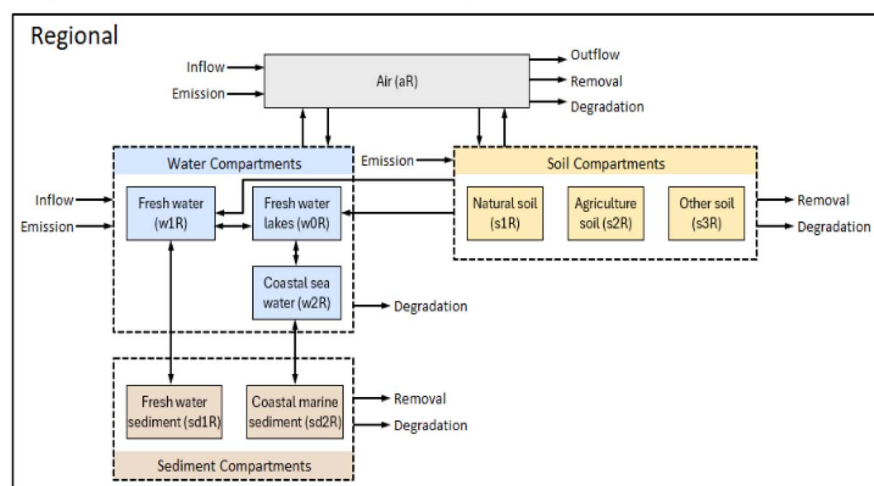 Regional
Inflow
Emission
Air (aR)
Outflow
Removal
Degradation
Water Compartments
Emission
Soil Compartments
Inflow
Emission
Fresh water
(w1R)
Fresh water
lakes (w0R)
Natural soil
(s1R)
Agriculture
soil (s2R)
Other soil
(s3R)
Removal
Degradation
Coastal sea
water (w2R)
Degradation
Fresh water
sediment (sd1R)
Coastal marine
sediment (sd2R)
Removal
Degradation
Sediment Compartments